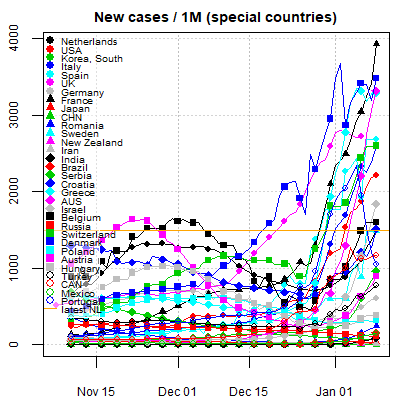 New cases / 1M (special countries)
4000
3000
2000
1000
0
Netherlands
USA
Korea, South
Italy
Spain
UK
Germany
France
Japan
CHN
Romania
Sweden
New Zealand
Iran
India
Brazil
Serbia
Croatia
Greece
AUS
Israel
Belgium
Russia
Switzerland
Denmark
Poland
Austria
Hungary
Turkey
CAN
Mexico
Portugal
latest NL
Nov 15
Dec 01
Dec 15
Jan 01